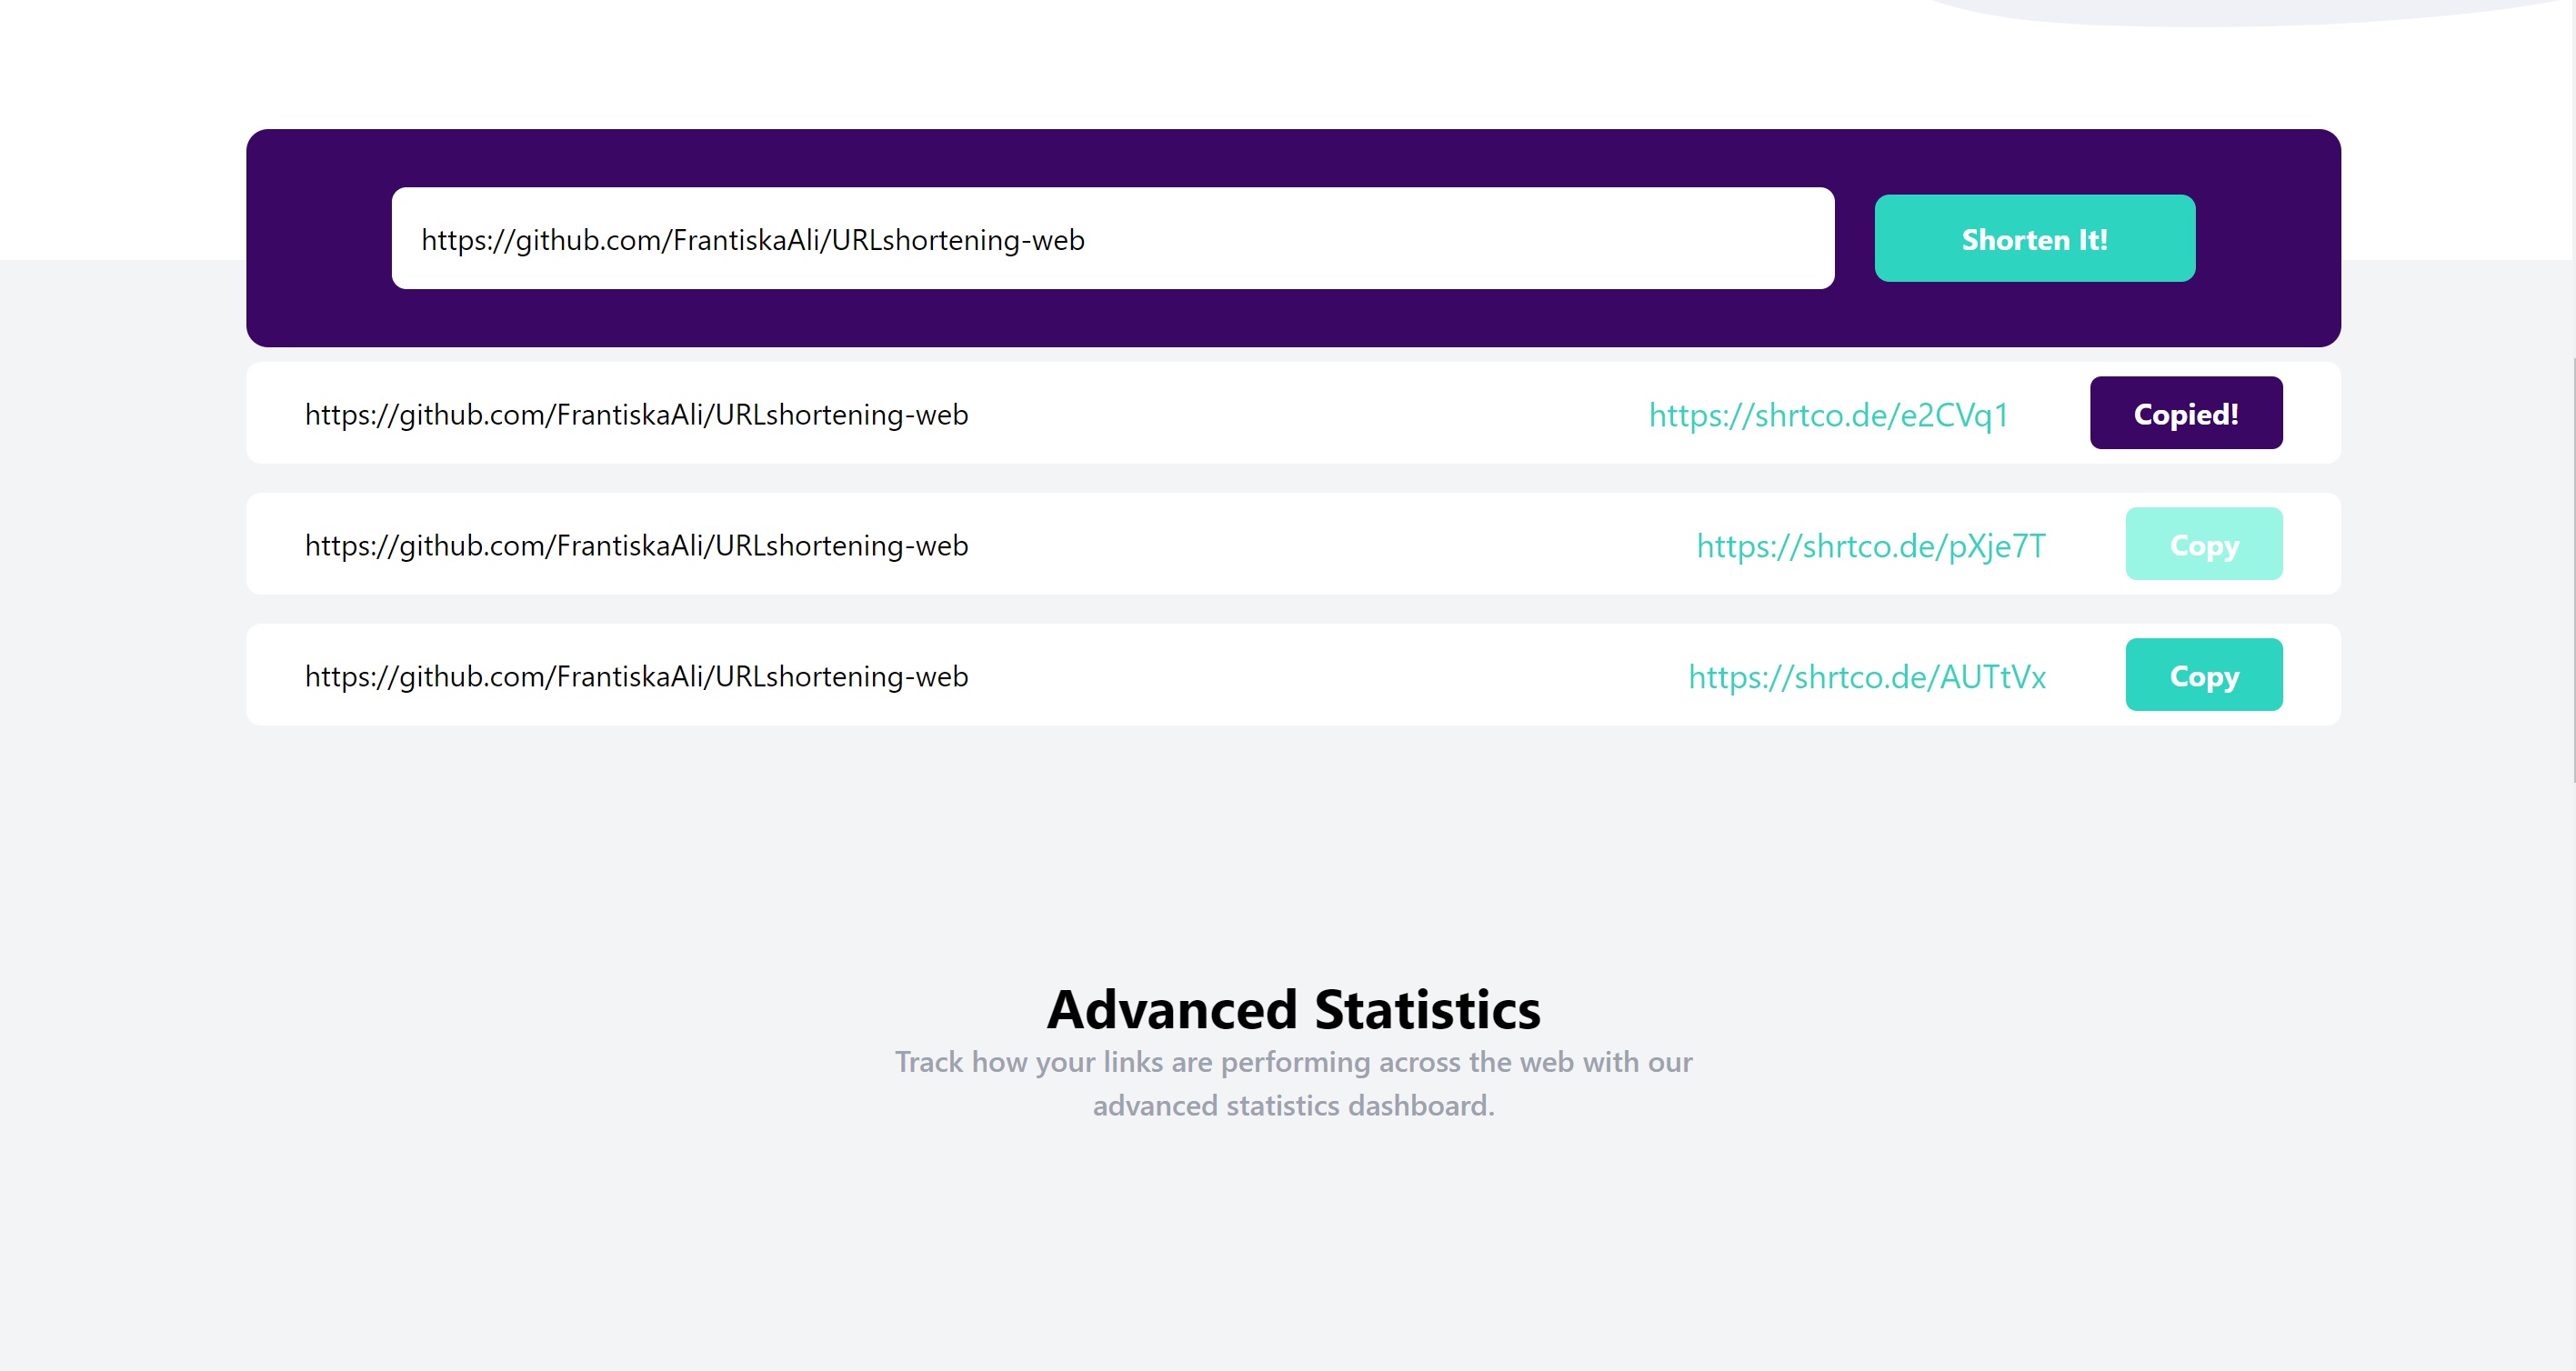 https://github.com/FrantiskaAli/URLshortening-web Shorten It!
https://github.com/FrantiskaAli/URLshortening-web https://shrtco.de/e2CVq1 Copied!
https://github.com/FrantiskaAli/URLshortening-web https://shrtco.de/pXje7T Copy
https://github.com/FrantiskaAli/URLshortening-web https://shrtco.de/AUTtVx Copy
Advanced Statistics
Track how your links are performing across the web with our
advanced statistics dashboard.